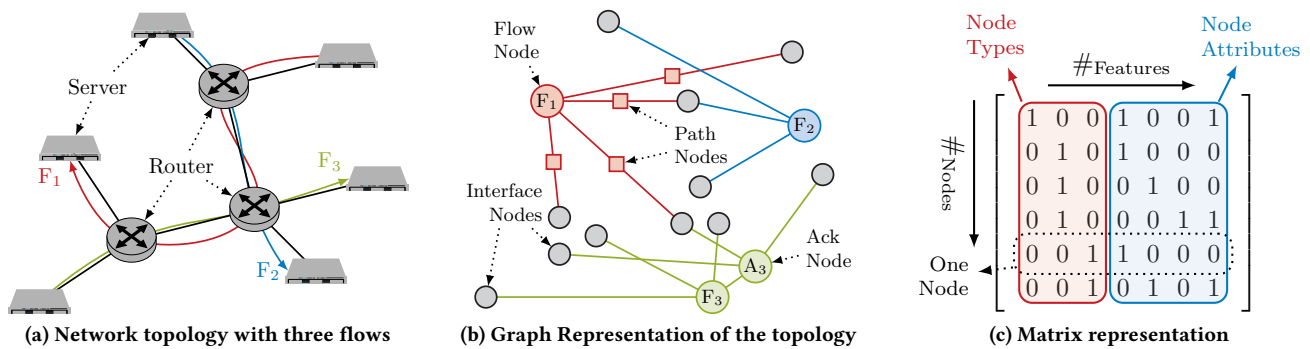 Server
Router
F₁
F₂
F₃
(a) Network topology with three flows
Flow
Node
F₁
F₂
Path
Nodes
Interface
Nodes
Ack
Node
A₃
F₃
(b) Graph Representation of the topology
Node
Types
Node
Attributes
#Features
#Nodes
1 0 0 1 0 0 1
0 1 0 1 0 0 0
0 1 0 0 1 0 0
0 1 0 0 0 1 1
0 0 1 1 0 0 0
0 0 1 0 1 0 1
One
Node
(c) Matrix representation